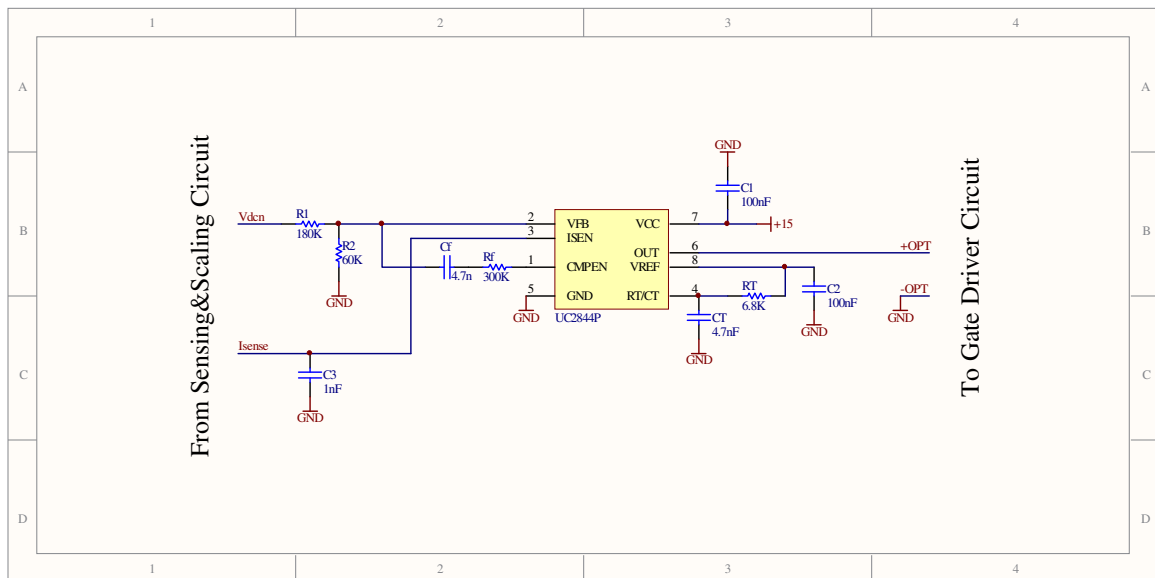 1 2 3 4
A A
GND
C1
100nF
From Sensing&Scaling Circuit
To Gate Driver Circuit
B B
Vdcn
R1
180K
2 VFB VCC 7
+15
3 ISEN
R2
60K
OUT 6
+OPT
Cf
4.7n
Rf
300K
1 CMPEN VREF 8
C2
100nF
5 GND RT/CT 4
RT
6.8K
-OPT
GND
GND
UC2844P
CT
4.7nF
GND
GND
GND
Isense
C C
C3
1nF
GND
D D
1 2 3 4